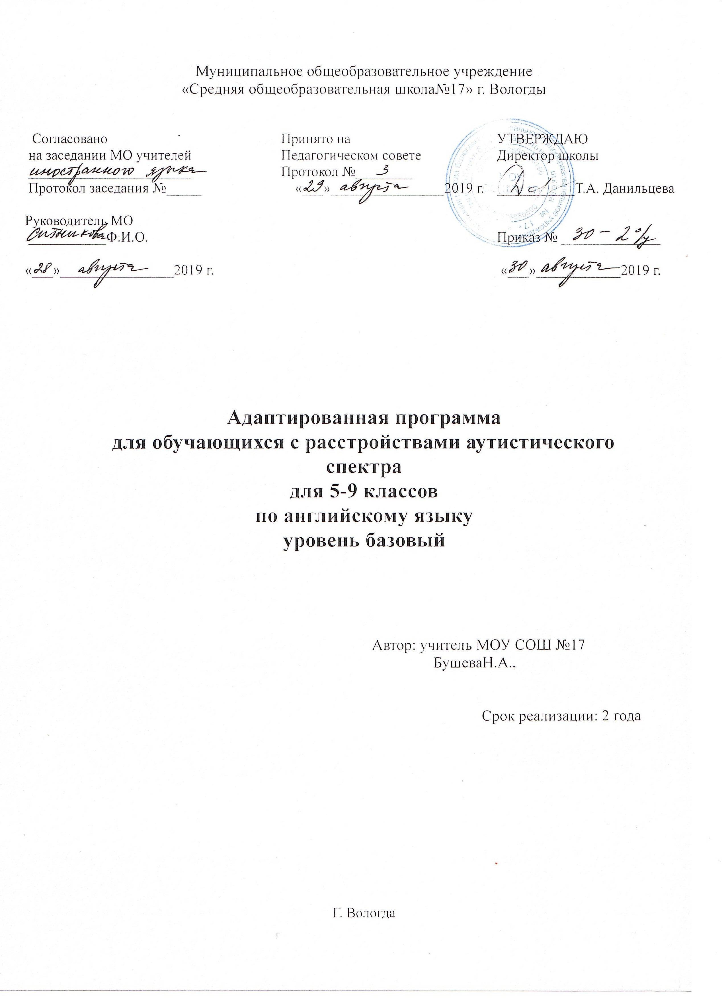 Муниципальное общеобразовательное учреждение
«Средняя общеобразовательная школа№17» г. Вологды
Согласовано
на заседании МО учителей
иностранного языка
Протокол заседания №______
Руководитель МО
Ситникова Ф.И.О.
«28» августа 2019 г.
Принято на
Педагогическом совете
Протокол № 3
«29» августа 2019 г.
УТВЕРЖДАЮ
Директор школы
Т.А. Данильцева
Приказ № 30-2 о/у
«30» августа 2019 г.
Адаптированная программа
для обучающихся с расстройствами аутистического
спектра
для 5-9 классов
по английскому языку
уровень базовый
Автор: учитель МОУ СОШ №17
БушеваН.А.,
Срок реализации: 2 года
Г. Вологда